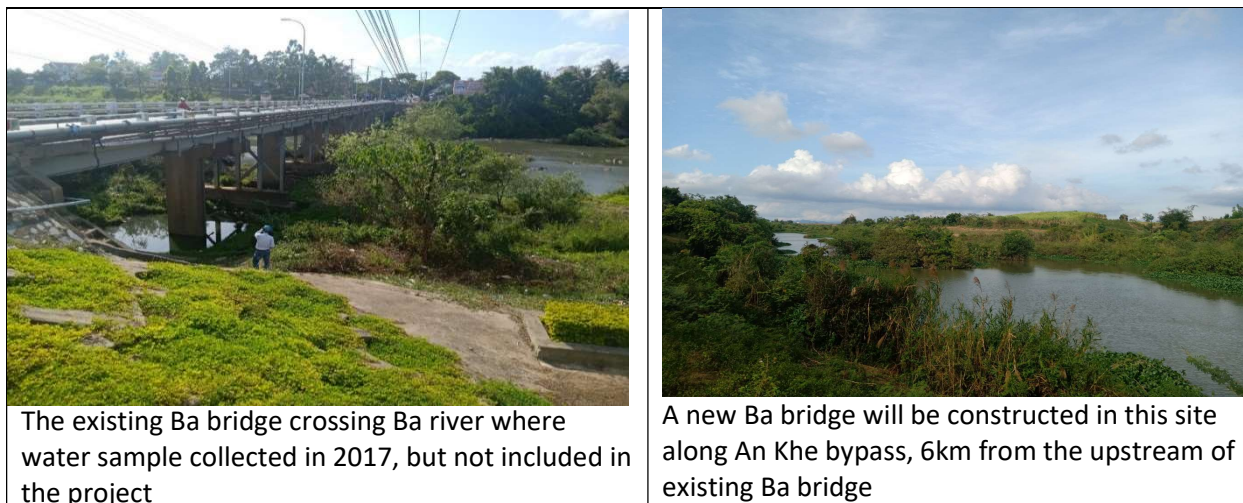 The existing Ba bridge crossing Ba river where
water sample collected in 2017, but not included in
the project
A new Ba bridge will be constructed in this site
along An Khe bypass, 6km from the upstream of
existing Ba bridge